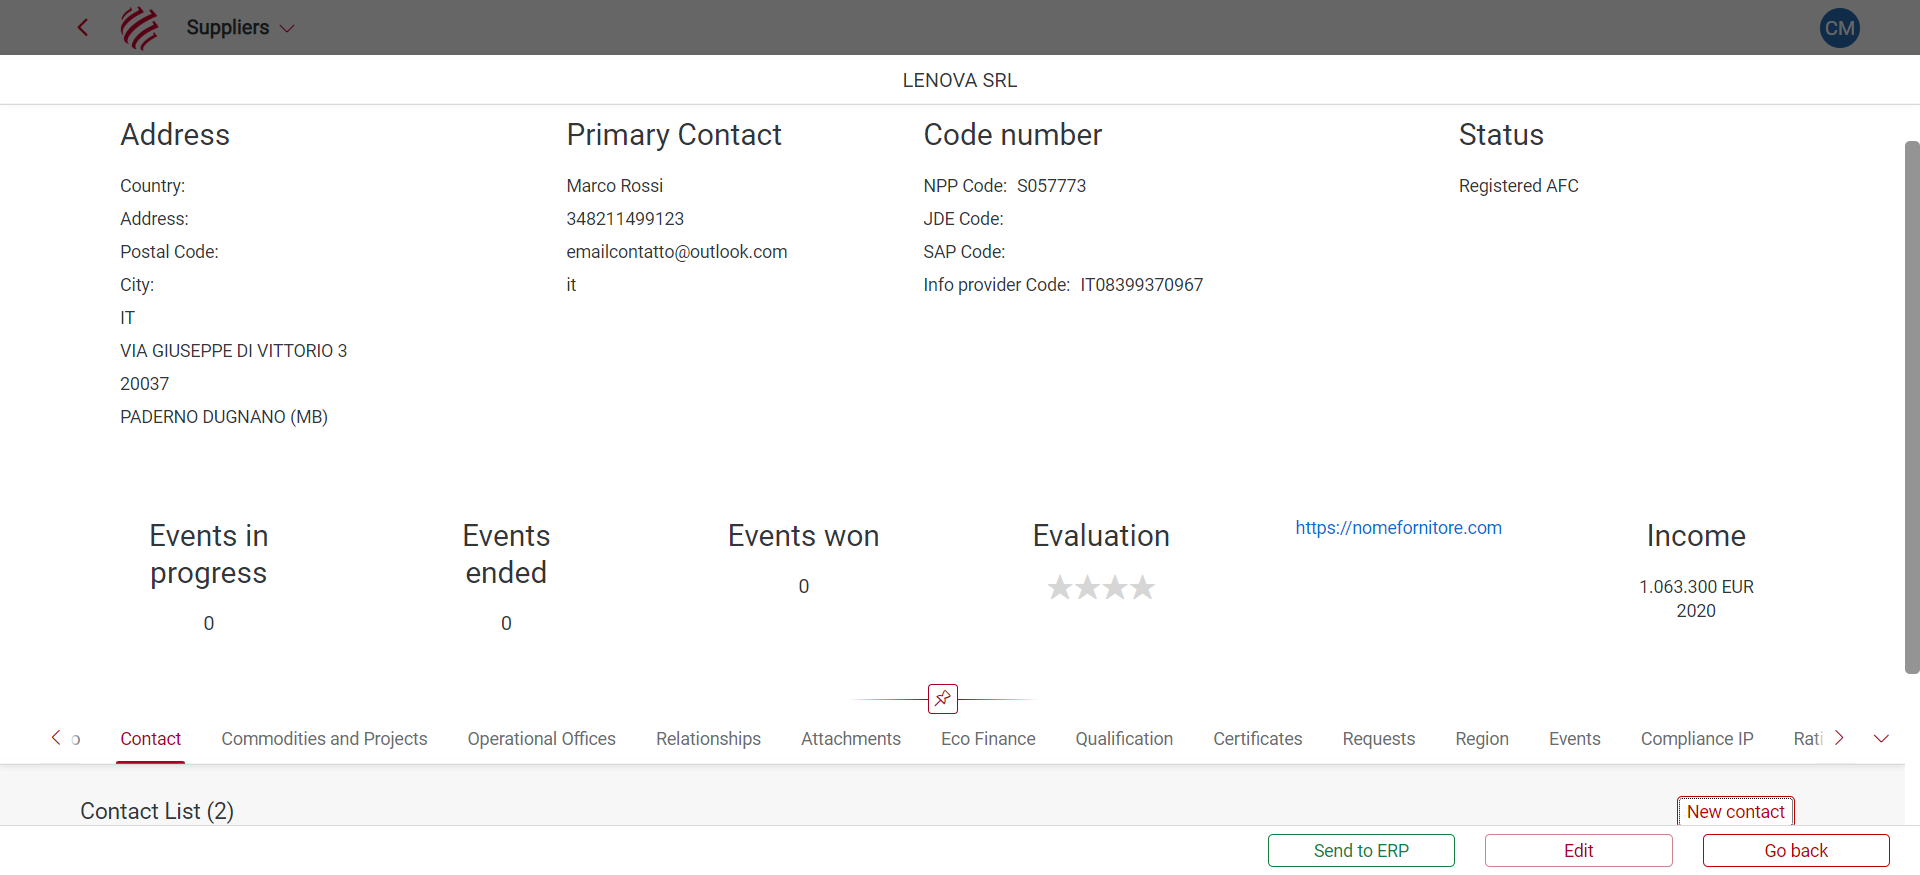 Suppliers
CM
LENOVA SRL
Address
Country:
Address:
Postal Code:
City:
IT
VIA GIUSEPPE DI VITTORIO 3
20037
PADERNO DUGNANO (MB)
Primary Contact
Marco Rossi
348211499123
emailcontatto@outlook.com
it
Code number
NPP Code: S057773
JDE Code:
SAP Code:
Info provider Code: IT08399370967
Status
Registered AFC
Events in
progress
0
Events
ended
0
Events won
0
Evaluation
https://nomefornitore.com
Income
1.063.300 EUR
2020
o Contact Commodities and Projects Operational Offices Relationships Attachments Eco Finance Qualification Certificates Requests Region Events Compliance IP Rati
Contact List (2)
New contact
Send to ERP
Edit
Go back